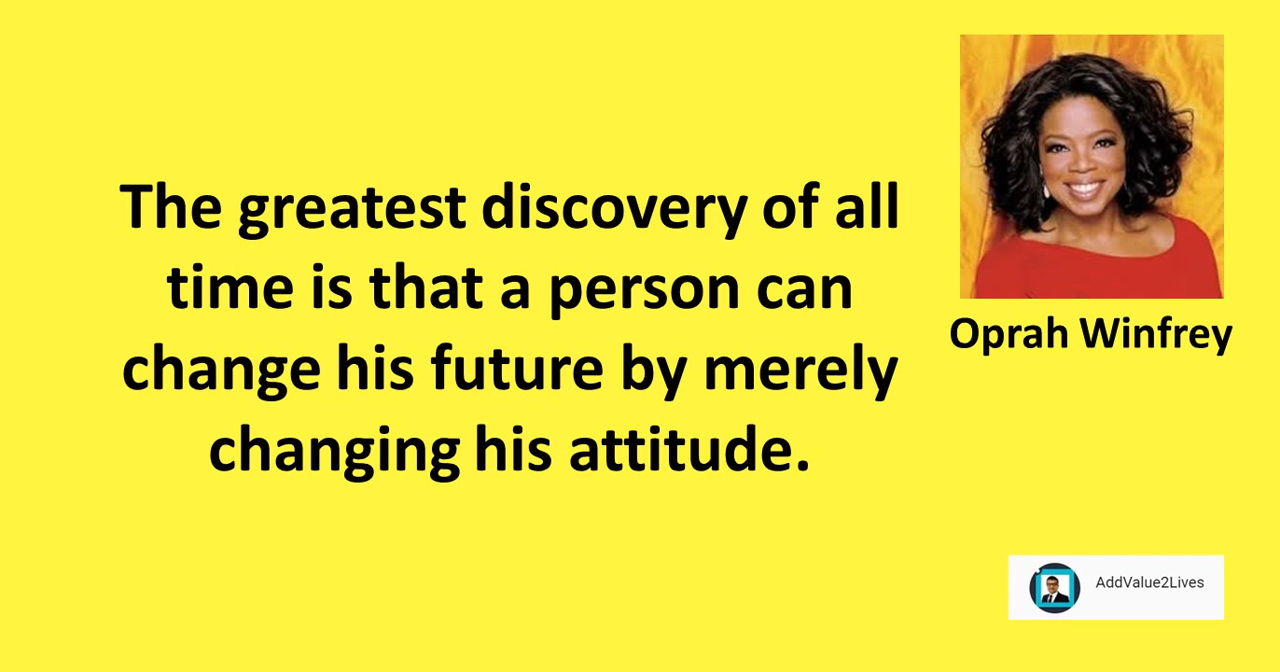 The greatest discovery of all
time is that a person can
change his future by merely
changing his attitude.
Oprah Winfrey
AddValue2Lives